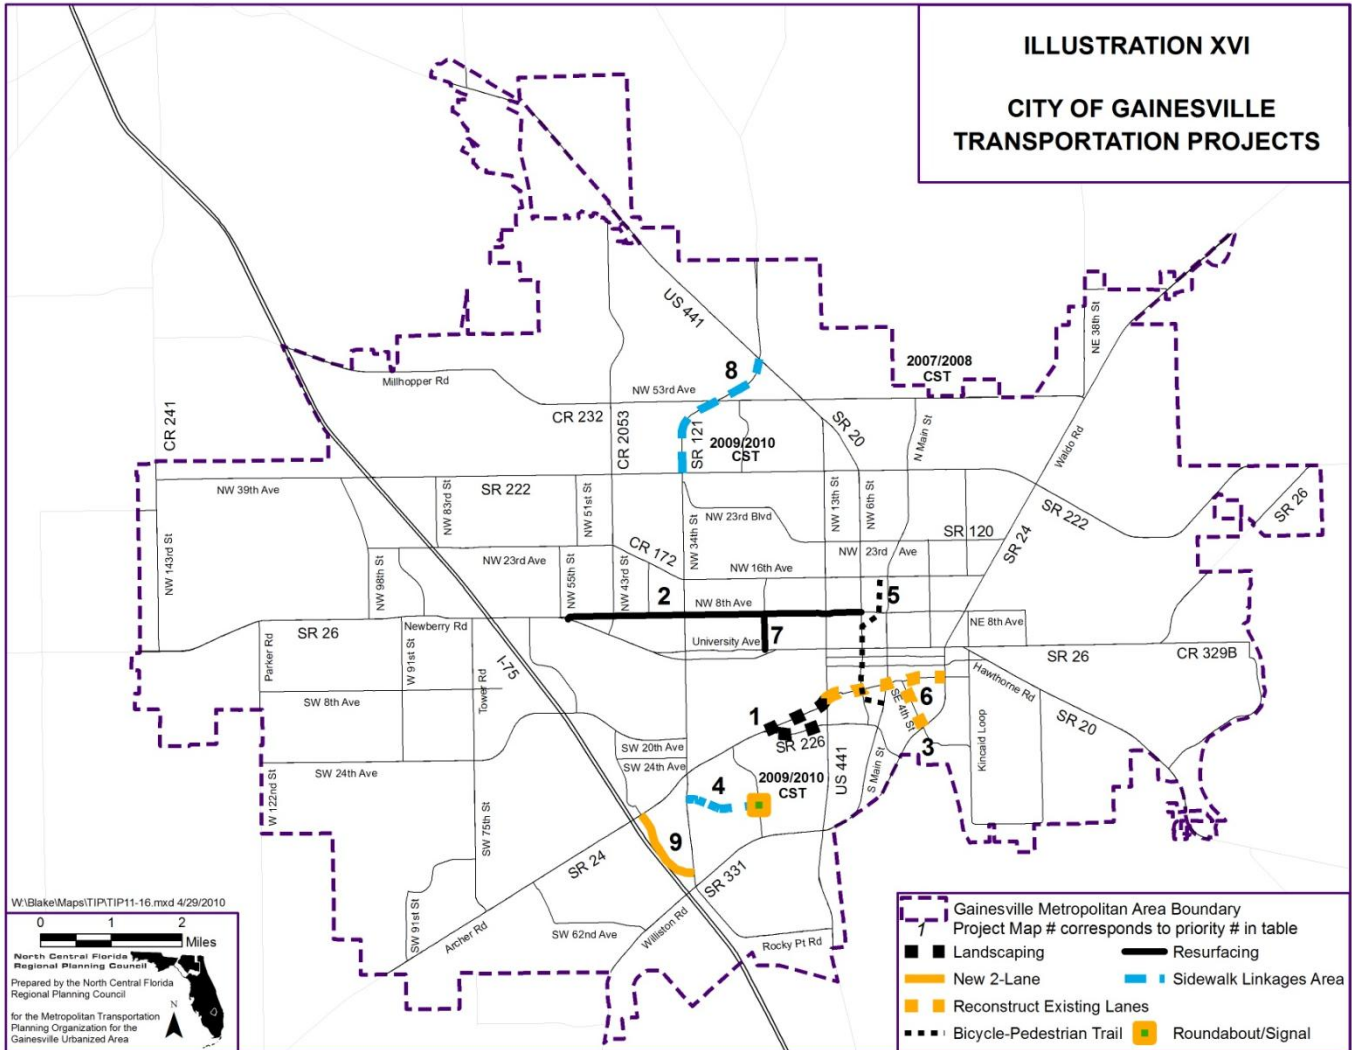 ILLUSTRATION XVI
CITY OF GAINESVILLE
TRANSPORTATION PROJECTS
US 441
8
2007/2008
CST
NE 38th St
Millhopper Rd
NW 53rd Ave
CR 241
CR 232
CR 2053
SR 121
2009/2010
CST
SR 20
N Main St
Waldo Rd
NW 39th Ave
SR 222
NW 83rd St
NW 51st St
NW 34th St
NW 23rd Blvd
NW 13th St
NW 6th St
SR 120
SR 222
SR 26
SR 24
NW 143rd St
NW 98th St
NW 23rd Ave
NW 55th St
NW 43rd St
CR 172
NW 16th Ave
NW 23rd Ave
2
NW 8th Ave
5
SR 26
Newberry Rd
University Ave
7
NE 8th Ave
SR 26
CR 329B
Parker Rd
W 91st St
I-75
Tower Rd
SW 8th Ave
Hawthorne Rd
SR 20
1
SR 226
SE 4th St
6
3
Kincaid Loop
SW 20th Ave
SW 24th Ave
SW 24th Ave
W 122nd St
SW 75th St
4
2009/2010
CST
US 441
S Main St
9
SR 24
SR 331
SW 91st St
Archer Rd
SW 62nd Ave
Williston Rd
Rocky Pt Rd
W:\Blake\Maps\TIP\TIP11-16.mxd 4/29/2010
0 1 2
Miles
North Central Florida
Regional Planning Council
Prepared by the North Central Florida
Regional Planning Council
N
for the Metropolitan Transportation
Planning Organization for the
Gainesville Urbanized Area
Gainesville Metropolitan Area Boundary
1 Project Map # corresponds to priority # in table
Landscaping
Resurfacing
New 2-Lane
Sidewalk Linkages Area
Reconstruct Existing Lanes
Bicycle-Pedestrian Trail
Roundabout/Signal